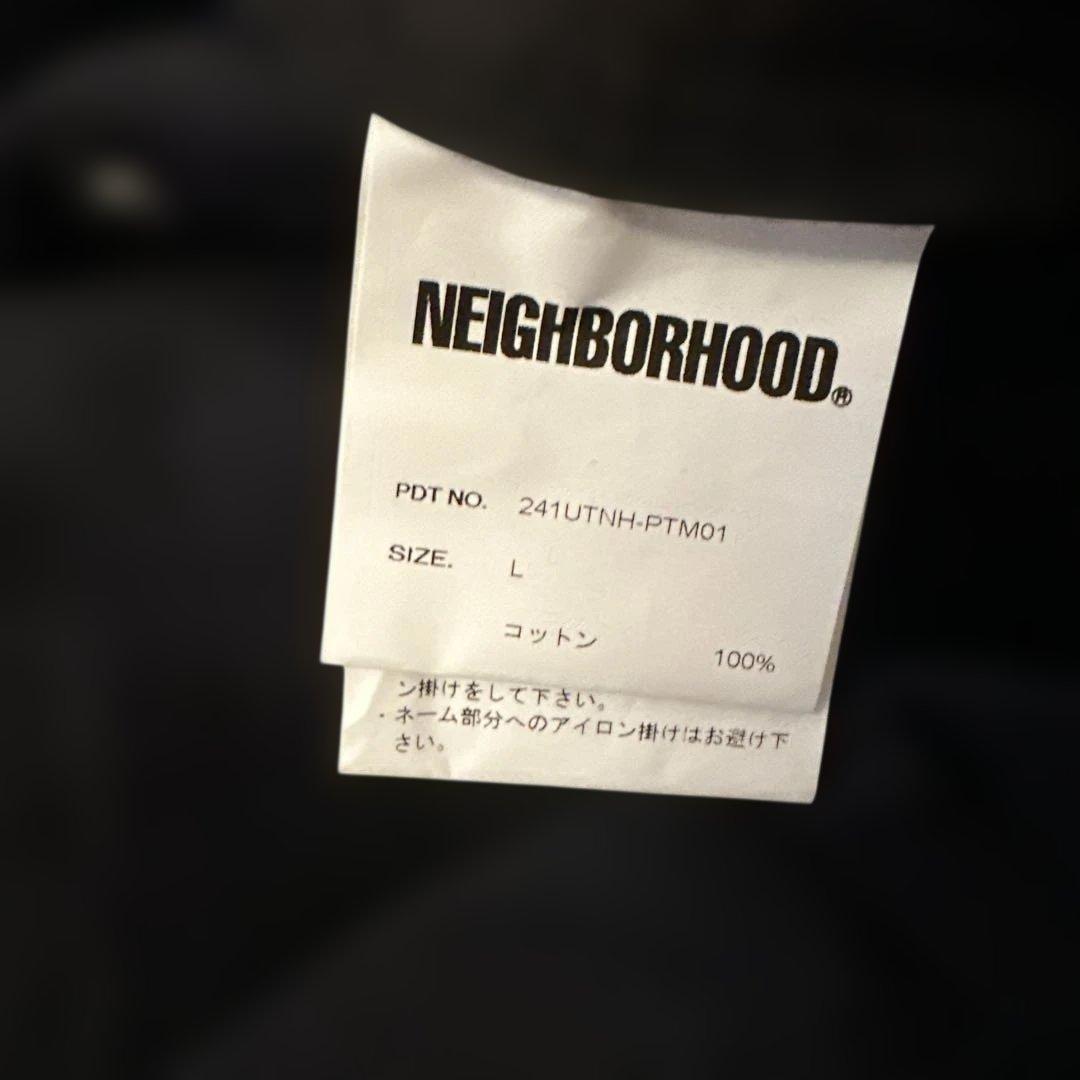 NEIGHBORHOOD®
PDT NO. 241UTNH-PTM01
SIZE. L
コットン 100%
ン掛けをして下さい。
・ネーム部分へのアイロン掛けはお避け下
さい。